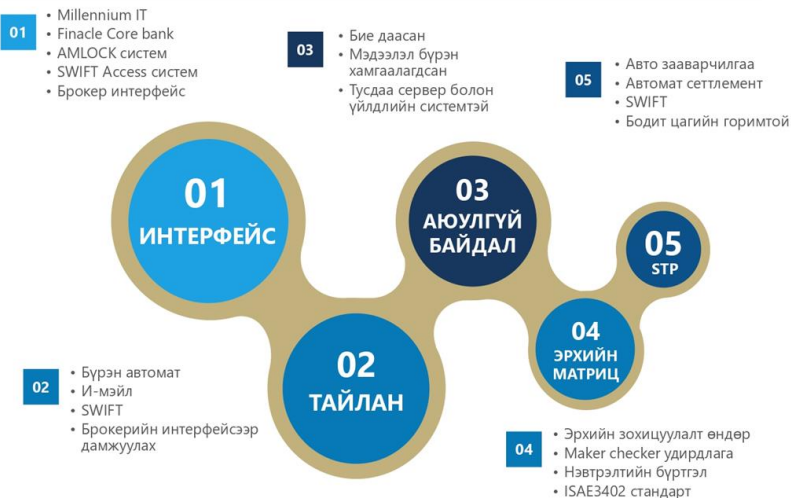 01
• Millennium IT
• Finacle Core bank
• AMLOCK систем
• SWIFT Access систем
• Брокер интерфейс
03
• Бие даасан
• Мэдээлэл бүрэн
хамгаалагдсан
• Тусдаа сервер болон
үйлдлийн системтэй
05
• Авто зааварчилгаа
• Автомат сеттлемент
• SWIFT
• Бодит цагийн горимтой
01
ИНТЕРФЕЙС
03
АЮУЛГҮЙ
БАЙДАЛ
05
STP
02
ТАЙЛАН
04
ЭРХИЙН
МАТРИЦ
02
• Бүрэн автомат
• И-мэйл
• SWIFT
• Брокерийн интерфейсээр
дамжуулах
04
• Эрхийн зохицуулалт өндөр
• Maker checker удирдлага
• Нэвтрэлтийн бүртгэл
• ISAE3402 стандарт